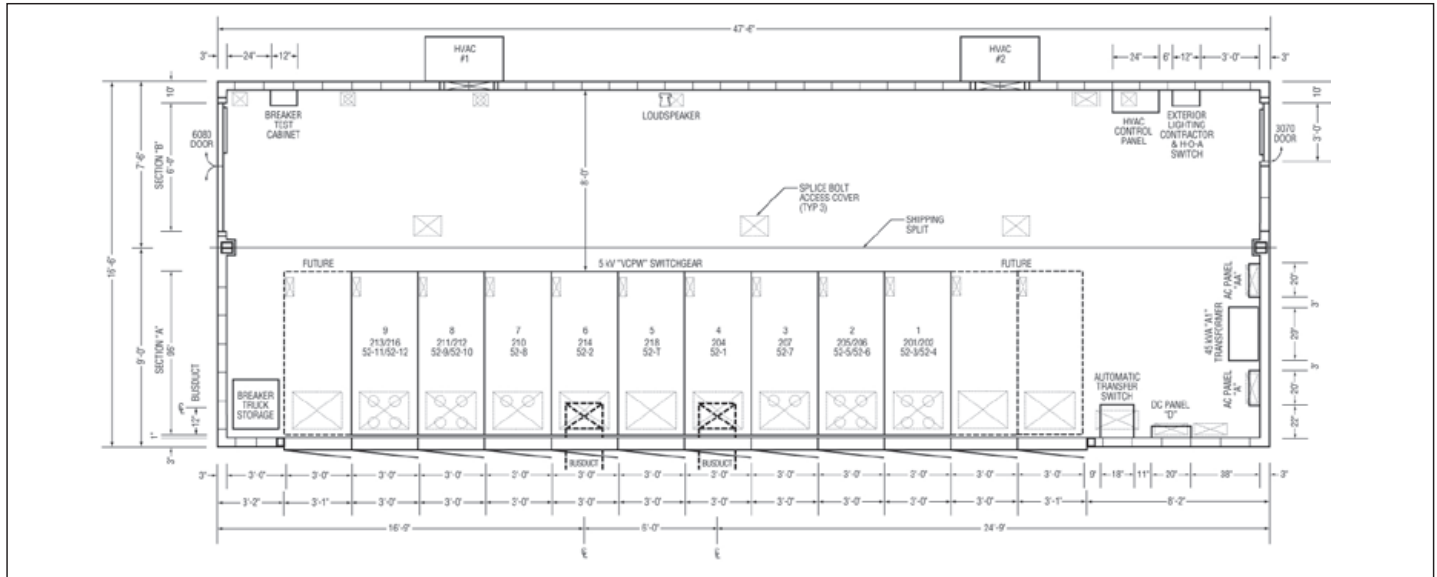 47'-6"
HVAC
#1
HVAC
#2
3"
24"
12"
24"
6'
12"
3'-0"
3"
BREAKER
TEST
CABINET
LOUDSPEAKER
HVAC
CONTROL
PANEL
EXTERIOR
LIGHTING
CONTRACTOR
& H-O-A
SWITCH
10'
10'
6080
DOOR
3070
DOOR
3'-0"
16'-6"
7'-6"
SECTION "B"
8'-0"
SPLICE BOLT
ACCESS COVER
(TYP 3)
SHIPPING
SPLIT
FUTURE
5 kV "VCPW" SWITCHGEAR
FUTURE
9
213/216
52-11/52-12
8
211/212
52-9/52-10
7
210
52-8
6
214
52-2
5
218
52-T
4
204
52-1
3
207
52-7
2
205/206
52-5/52-6
1
201/202
52-3/52-4
9'-0"
SECTION "A"
BUSDUCT
12"
1"
3"
BREAKER
TRUCK
STORAGE
AC PANEL
"AA"
20"
3"
45 kVA "A1"
TRANSFORMER
3"
AC PANEL
"A"
20"
22"
AUTOMATIC
TRANSFER
SWITCH
DC PANEL
"D"
BUSDUCT
BUSDUCT
3"
3'-0"
3'-0"
3'-0"
3'-0"
3'-0"
3'-0"
3'-0"
3'-0"
3'-0"
3'-0"
3'-0"
3'-0"
3'-0"
9"
18"
11"
20"
38"
3"
3'-2"
3'-1"
3'-0"
3'-0"
3'-0"
3'-0"
3'-0"
3'-0"
3'-0"
3'-0"
3'-0"
3'-0"
3'-1"
8'-2"
16'-9"
6'-0"
24'-9"